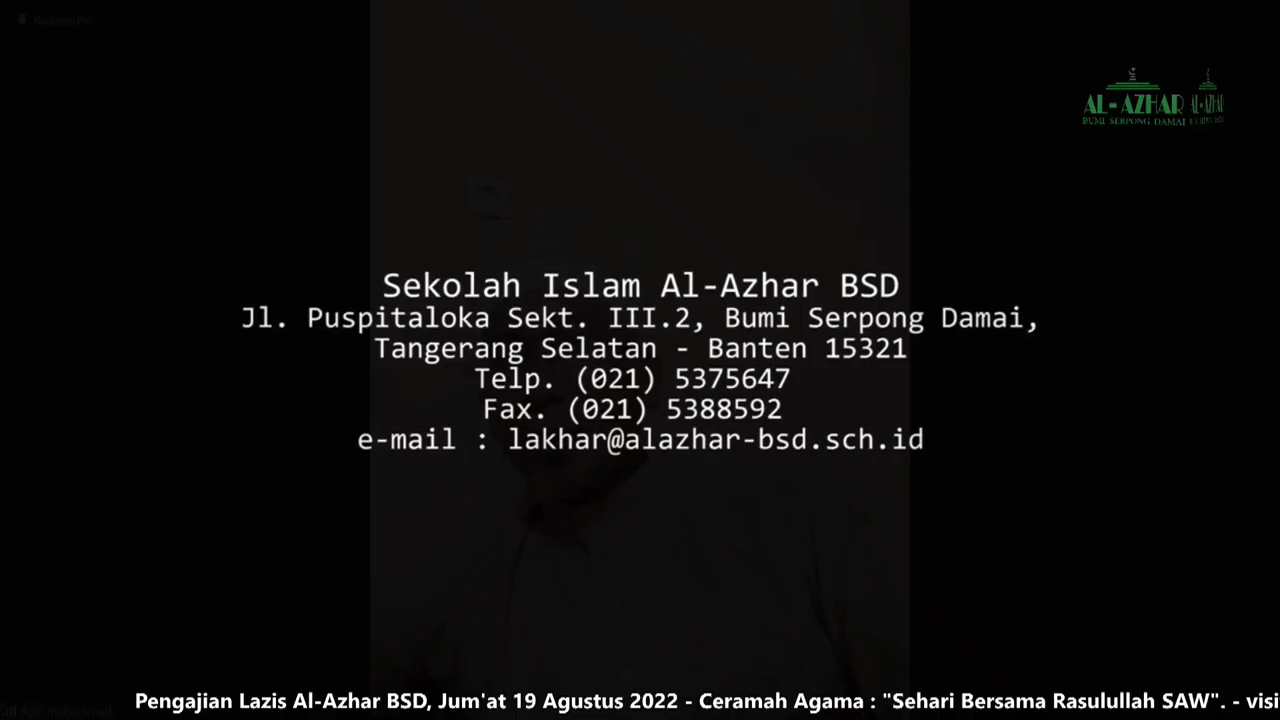 AL-AZHAR AL-AZHAR
BUMI SERPONG DAMAI
Sekolah Islam Al-Azhar BSD
Jl. Puspitaloka Sekt. III.2, Bumi Serpong Damai,
Tangerang Selatan - Banten 15321
Telp. (021) 5375647
Fax. (021) 5388592
e-mail : lakhar@alazhar-bsd.sch.id
Pengajian Lazis Al-Azhar BSD, Jum'at 19 Agustus 2022 - Ceramah Agama : "Sehari Bersama Rasulullah SAW". - visi